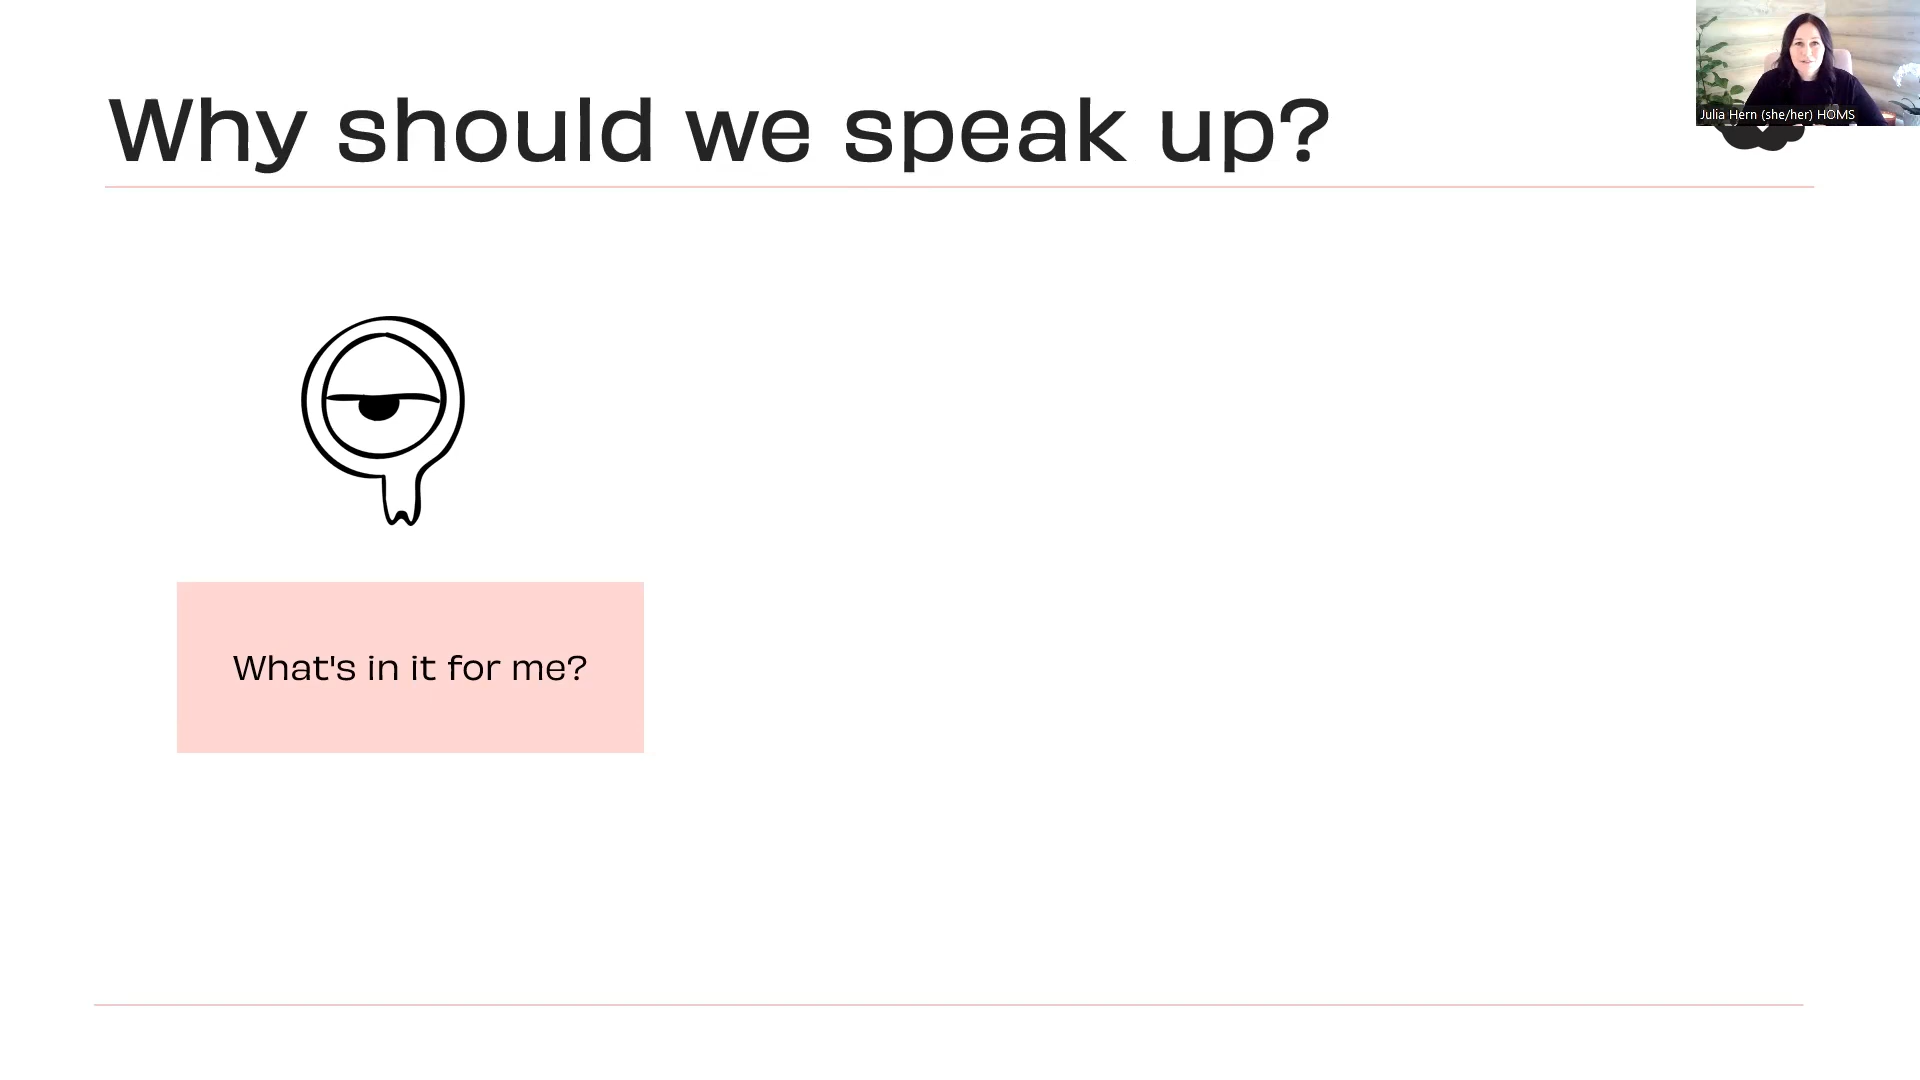 Why should we speak up?
Julia Hern (she/her) HOMS
What's in it for me?